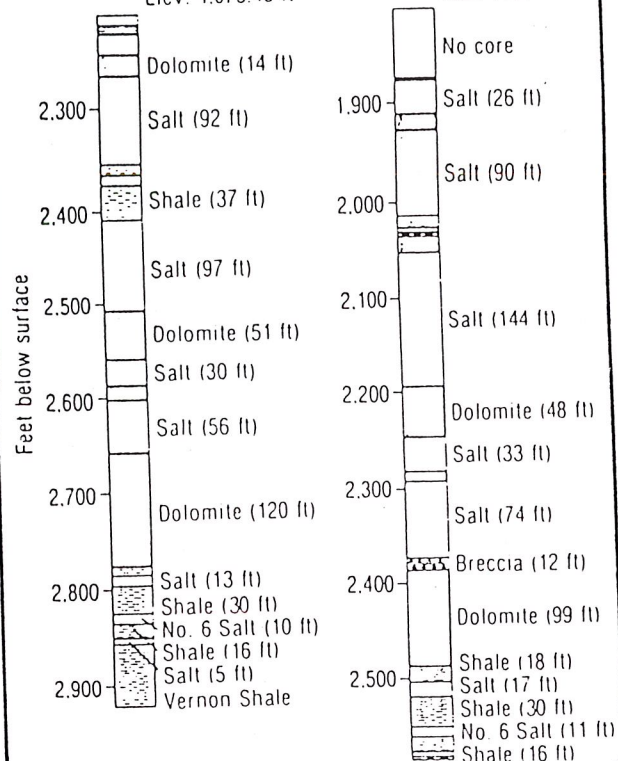 Dolomite (14 ft)
2.300
Salt (92 ft)
Shale (37 ft)
2.400
Salt (97 ft)
2.500
Dolomite (51 ft)
Salt (30 ft)
2.600
Salt (56 ft)
2.700
Dolomite (120 ft)
Salt (13 ft)
2.800
Shale (30 ft)
No. 6 Salt (10 ft)
Shale (16 ft)
Salt (5 ft)
2.900
Vernon Shale
Feet below surface
No core
1.900
Salt (26 ft)
Salt (90 ft)
2.000
2.100
Salt (144 ft)
2.200
Dolomite (48 ft)
Salt (33 ft)
2.300
Salt (74 ft)
Breccia (12 ft)
2.400
Dolomite (99 ft)
Shale (18 ft)
2.500
Salt (17 ft)
Shale (30 ft)
No. 6 Salt (11 ft)
Shale (16 ft)